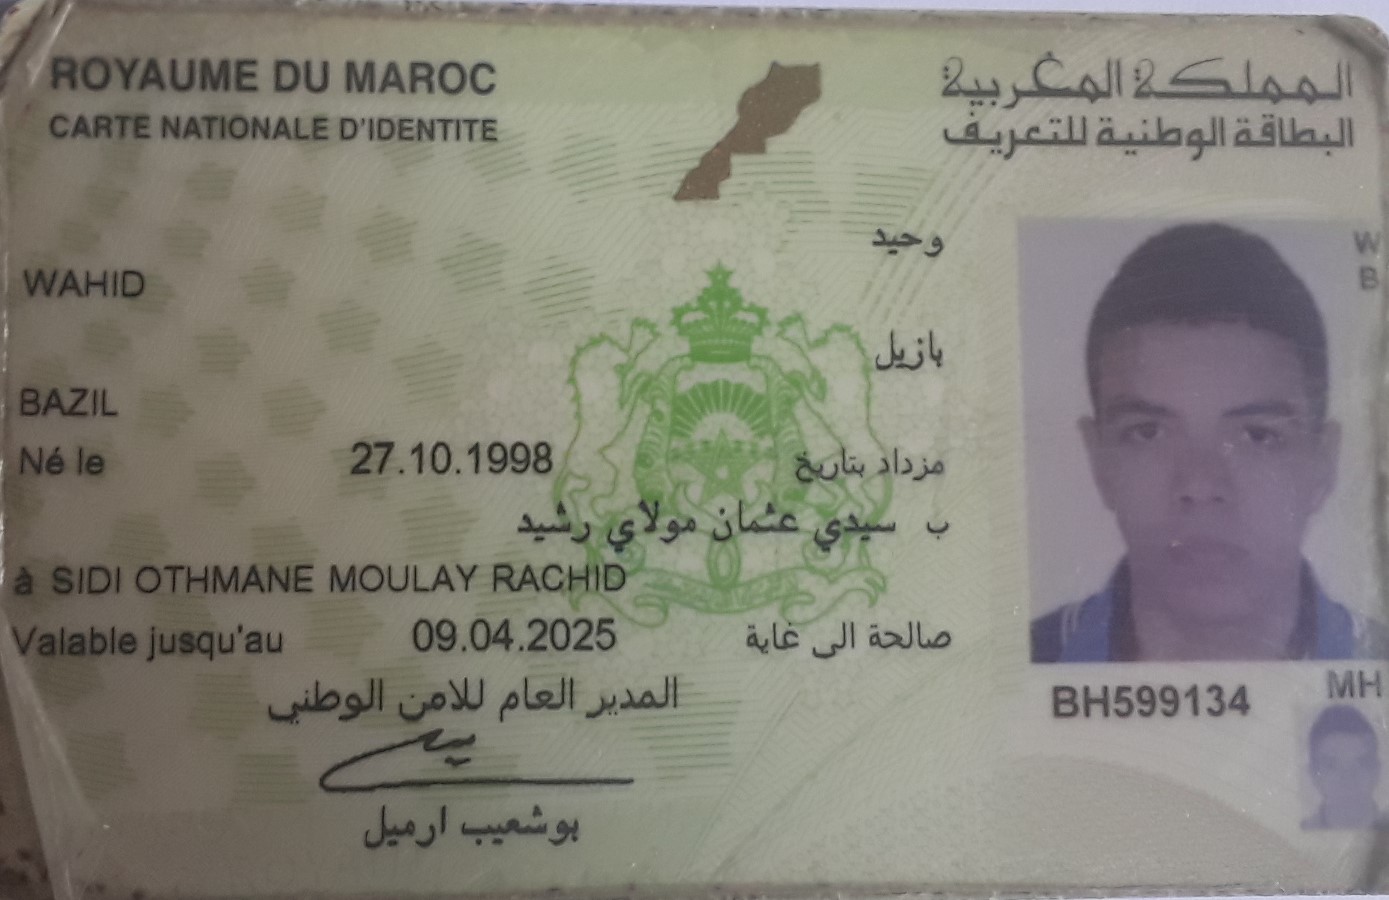 ROYAUME DU MAROC
المملكة المغربية
CARTE NATIONALE D'IDENTITE
البطاقة الوطنية للتعريف
وحيد
WAHID
W
B
بازيل
BAZIL
Né le 27.10.1998 مزداد بتاريخ
ب سيدي عثمان مولاي رشيد
à SIDI OTHMANE MOULAY RACHID
Valable jusqu'au 09.04.2025 صالحة الى غاية
المدير العام للامن الوطني
BH599134
MH
بوشعيب ارميل